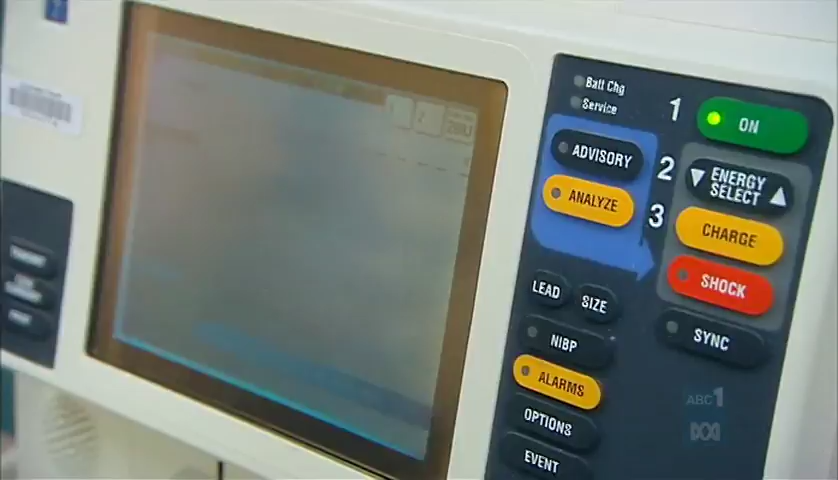 Batt Chg
Service
1
ON
ADVISORY
2
ENERGY
SELECT
ANALYZE
3
CHARGE
SHOCK
LEAD
SIZE
SYNC
NIBP
ALARMS
OPTIONS
EVENT
ABC1